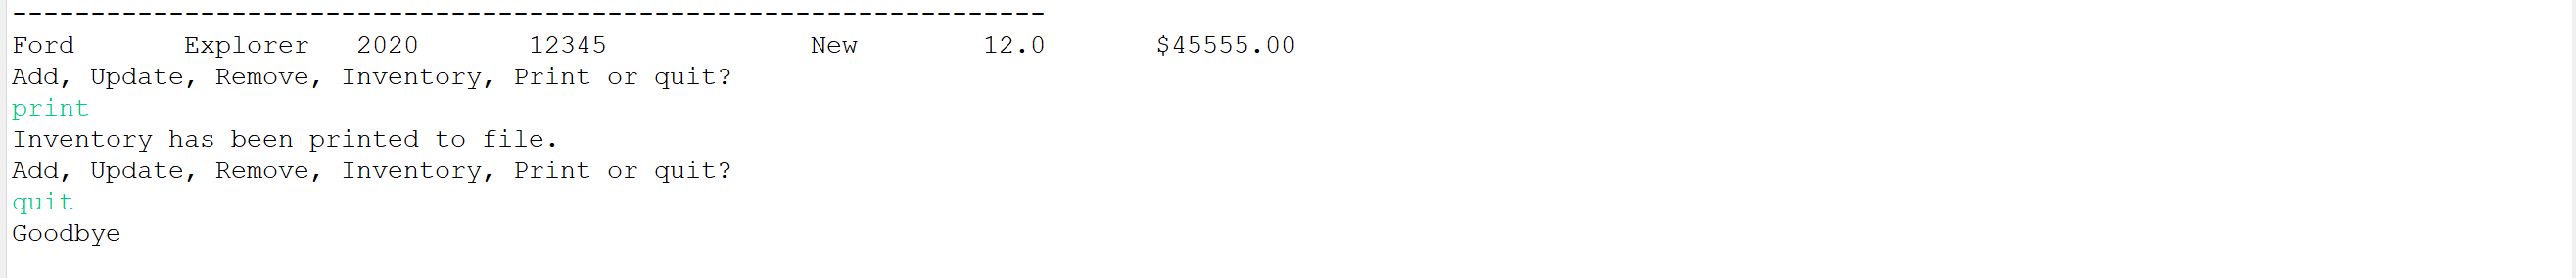 ------------------------------------------------------------------
Ford       Explorer   2020       12345             New        12.0       $45555.00
Add, Update, Remove, Inventory, Print or quit?
print
Inventory has been printed to file.
Add, Update, Remove, Inventory, Print or quit?
quit
Goodbye